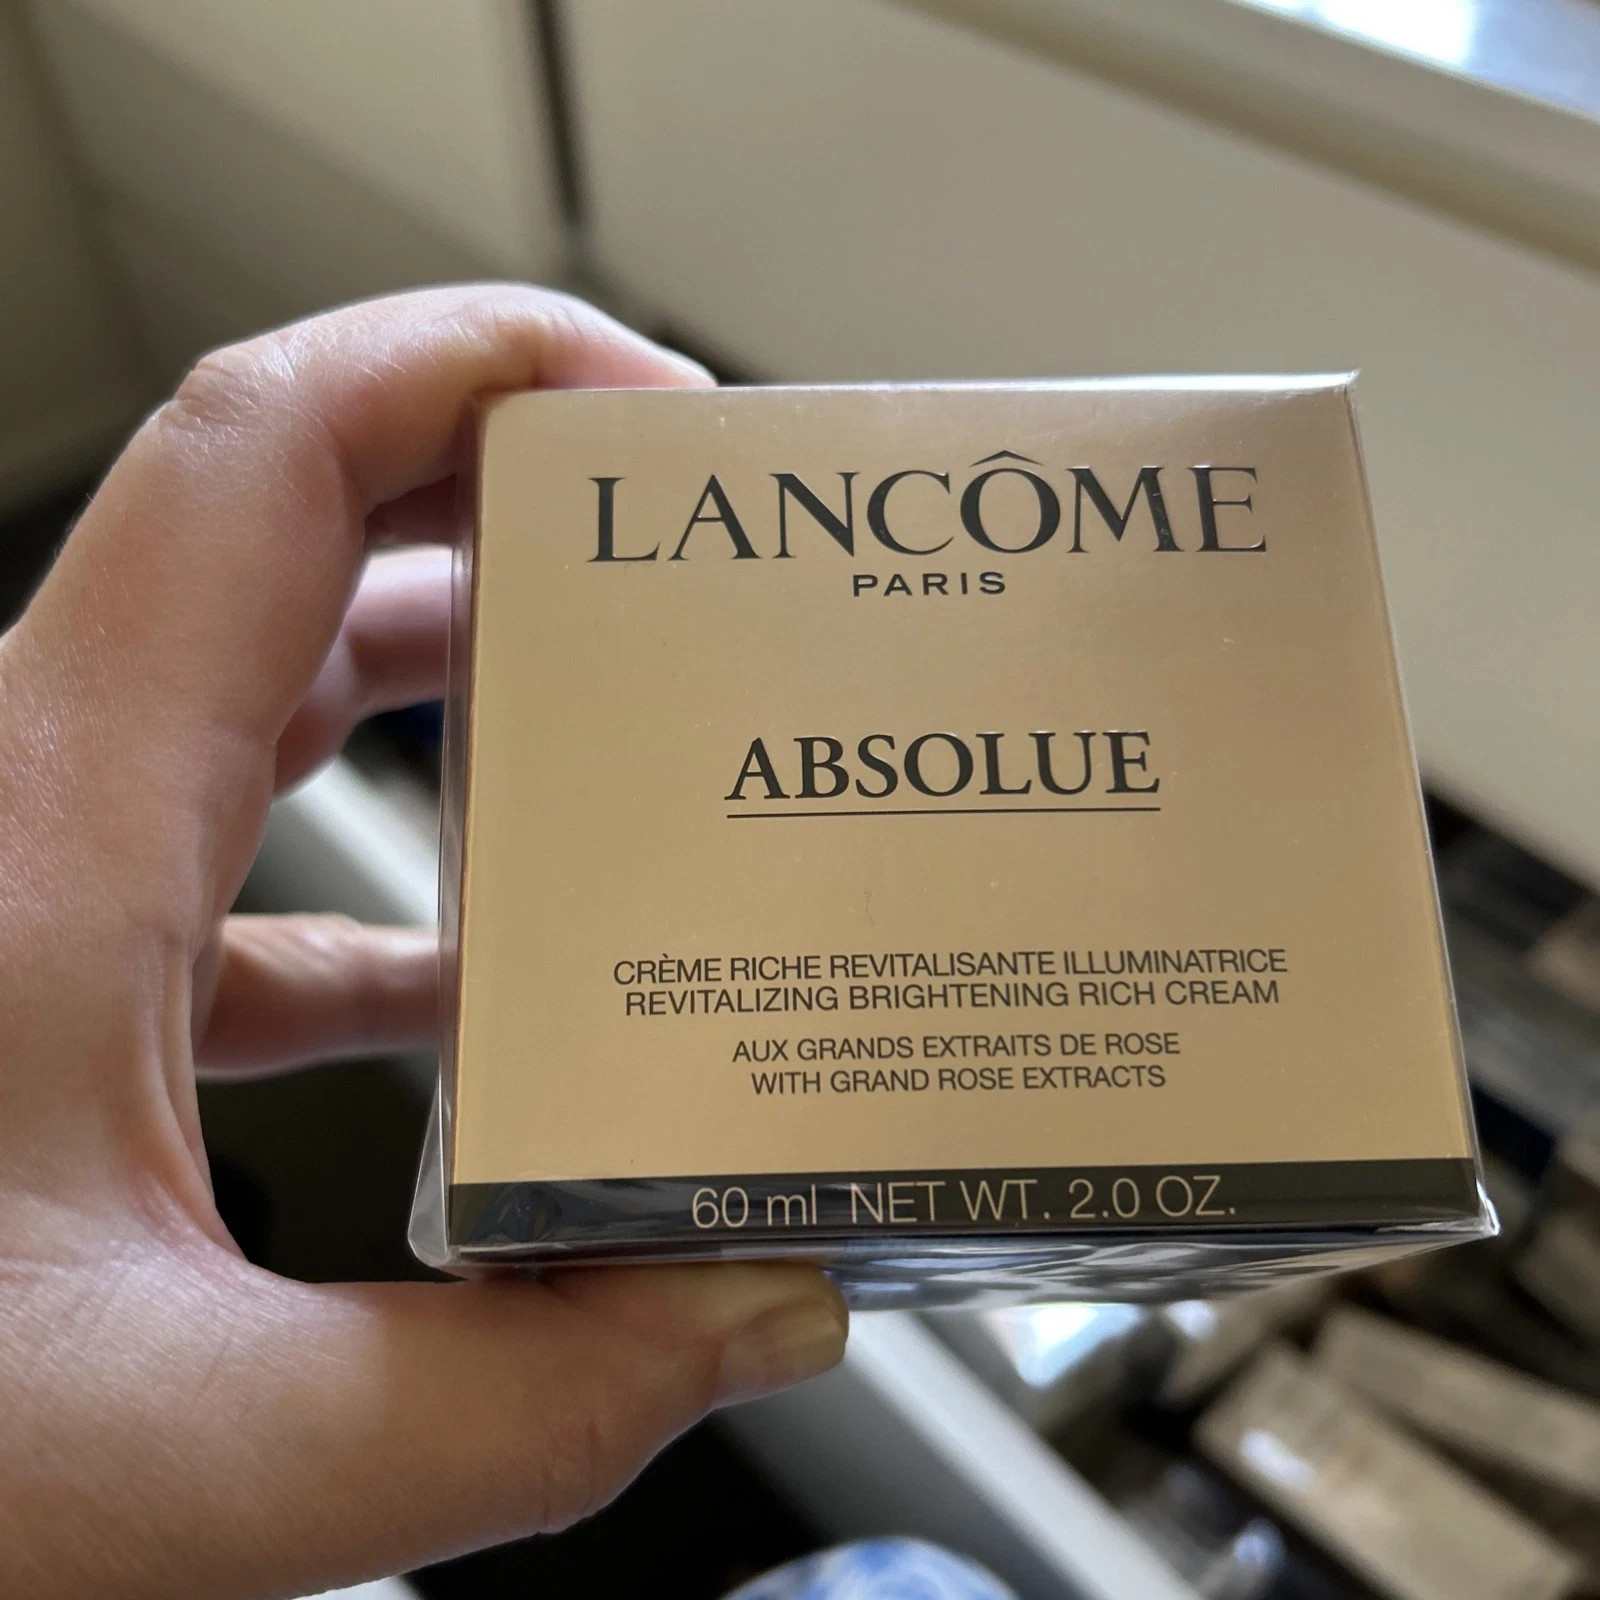 LANCÔME
PARIS
ABSOLUE
CRÈME RICHE REVITALISANTE ILLUMINATRICE
REVITALIZING BRIGHTENING RICH CREAM
AUX GRANDS EXTRAITS DE ROSE
WITH GRAND ROSE EXTRACTS
60 ml NET WT. 2.0 OZ.